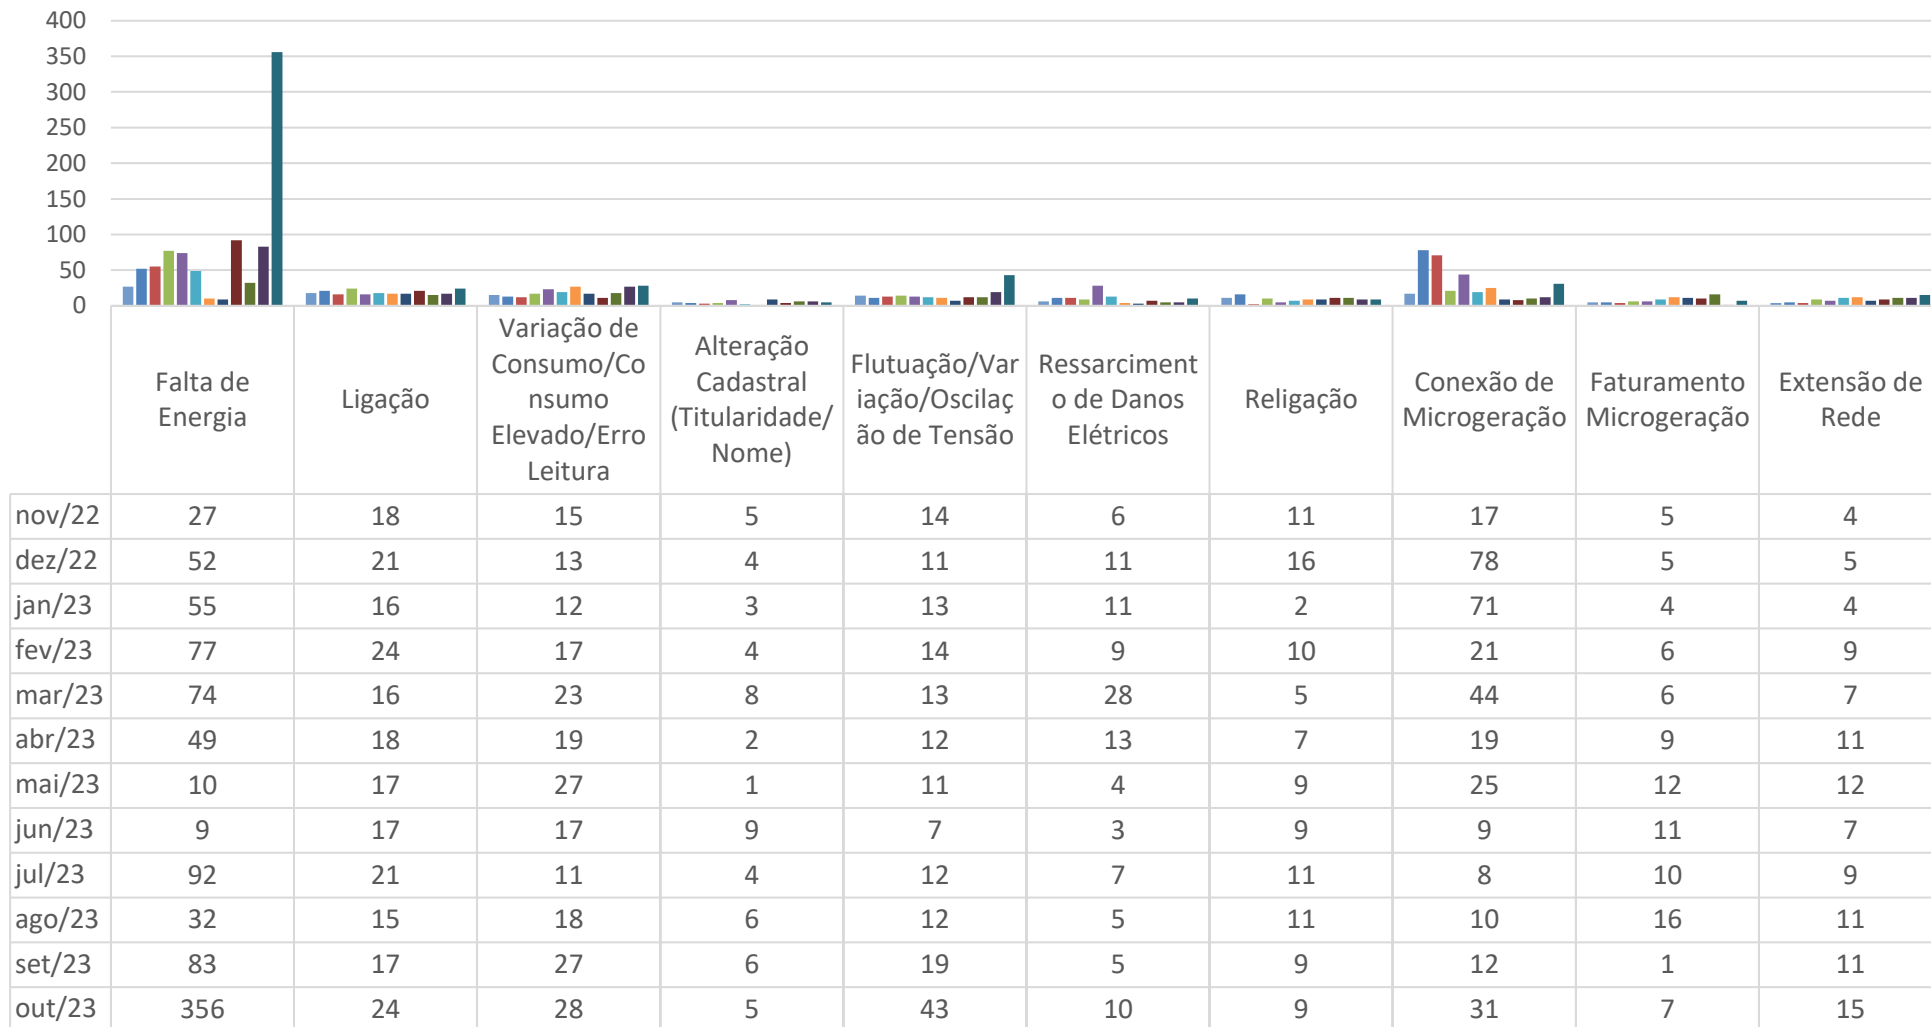 400
350
300
250
200
150
100
50
0
Falta de
Energia
Ligação
Variação de
Consumo/Co
nsumo
Elevado/Erro
Leitura
Alteração
Cadastral
(Titularidade/
Nome)
Flutuação/Var
iação/Oscilaç
ão de Tensão
Ressarciment
o de Danos
Elétricos
Religação
Conexão de
Microgeração
Faturamento
Microgeração
Extensão de
Rede
nov/22 27 18 15 5 14 6 11 17 5 4
dez/22 52 21 13 4 11 11 16 78 5 5
jan/23 55 16 12 3 13 11 2 71 4 4
fev/23 77 24 17 4 14 9 10 21 6 9
mar/23 74 16 23 8 13 28 5 44 6 7
abr/23 49 18 19 2 12 13 7 19 9 11
mai/23 10 17 27 1 11 4 9 25 12 12
jun/23 9 17 17 9 7 3 9 9 11 7
jul/23 92 21 11 4 12 7 11 8 10 9
ago/23 32 15 18 6 12 5 11 10 16 11
set/23 83 17 27 6 19 5 9 12 1 11
out/23 356 24 28 5 43 10 9 31 7 15